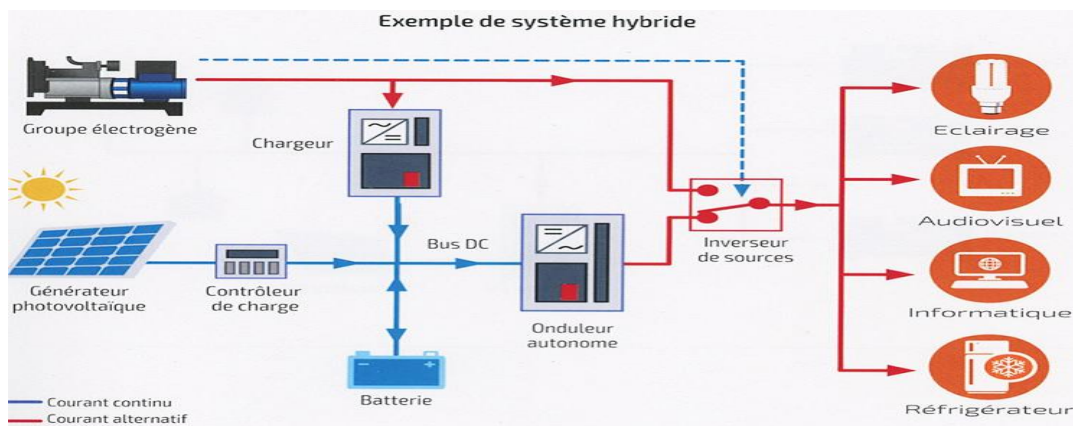 Exemple de système hybride
Groupe électrogène
Chargeur
Eclairage
Audiovisuel
Bus DC
Inverseur
de sources
Générateur
photovoltaïque
Contrôleur
de charge
Onduleur
autonome
Informatique
Batterie
Courant continu
Courant alternatif
Réfrigérateur